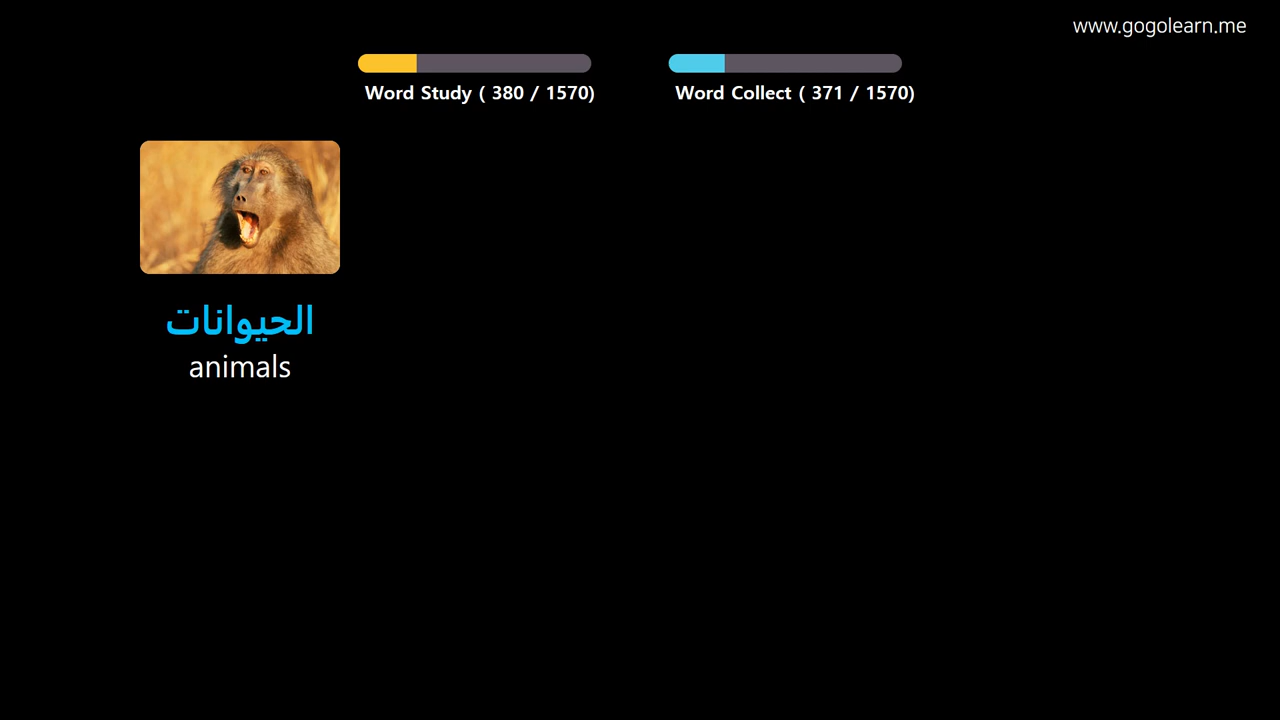 www.gogolearn.me
Word Study ( 380 / 1570)
Word Collect ( 371 / 1570)
الحيوانات
animals